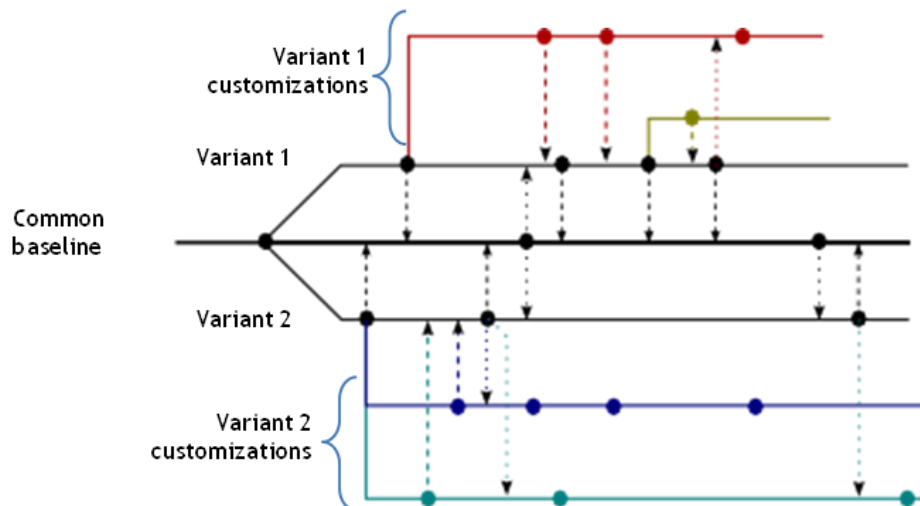 Variant 1
customizations
Variant 1
Common
baseline
Variant 2
Variant 2
customizations